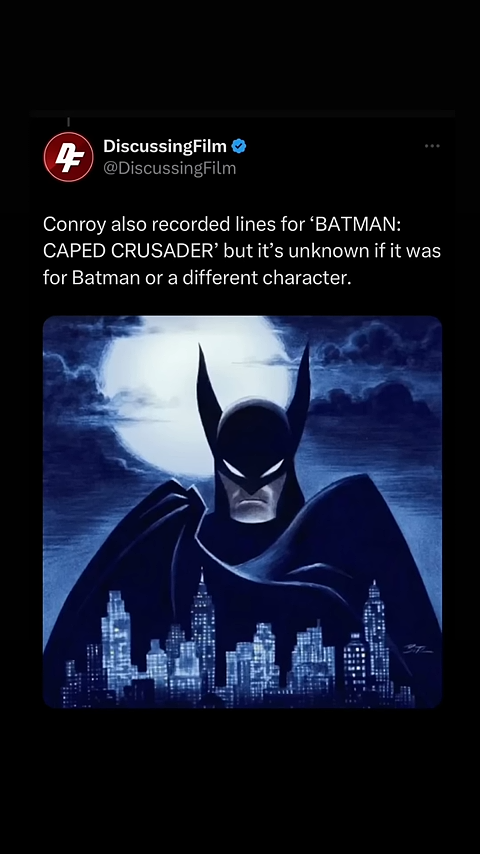 DiscussingFilm
@DiscussingFilm
Conroy also recorded lines for ‘BATMAN:
CAPED CRUSADER’ but it’s unknown if it was
for Batman or a different character.